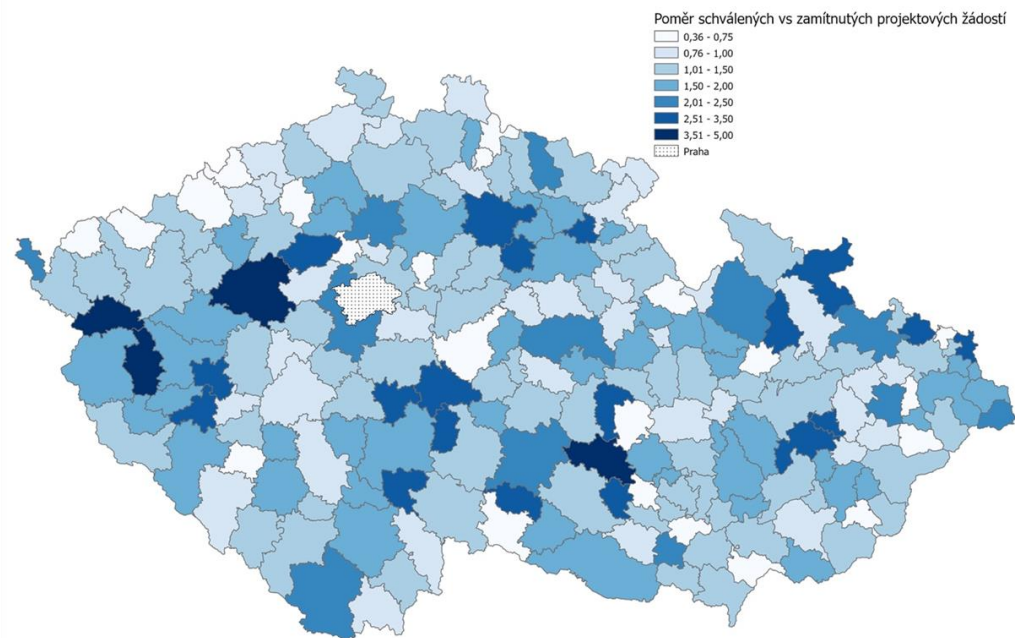 Poměr schválených vs zamítnutých projektových žádostí
0,36 - 0,75
0,76 - 1,00
1,01 - 1,50
1,50 - 2,00
2,01 - 2,50
2,51 - 3,50
3,51 - 5,00
Praha